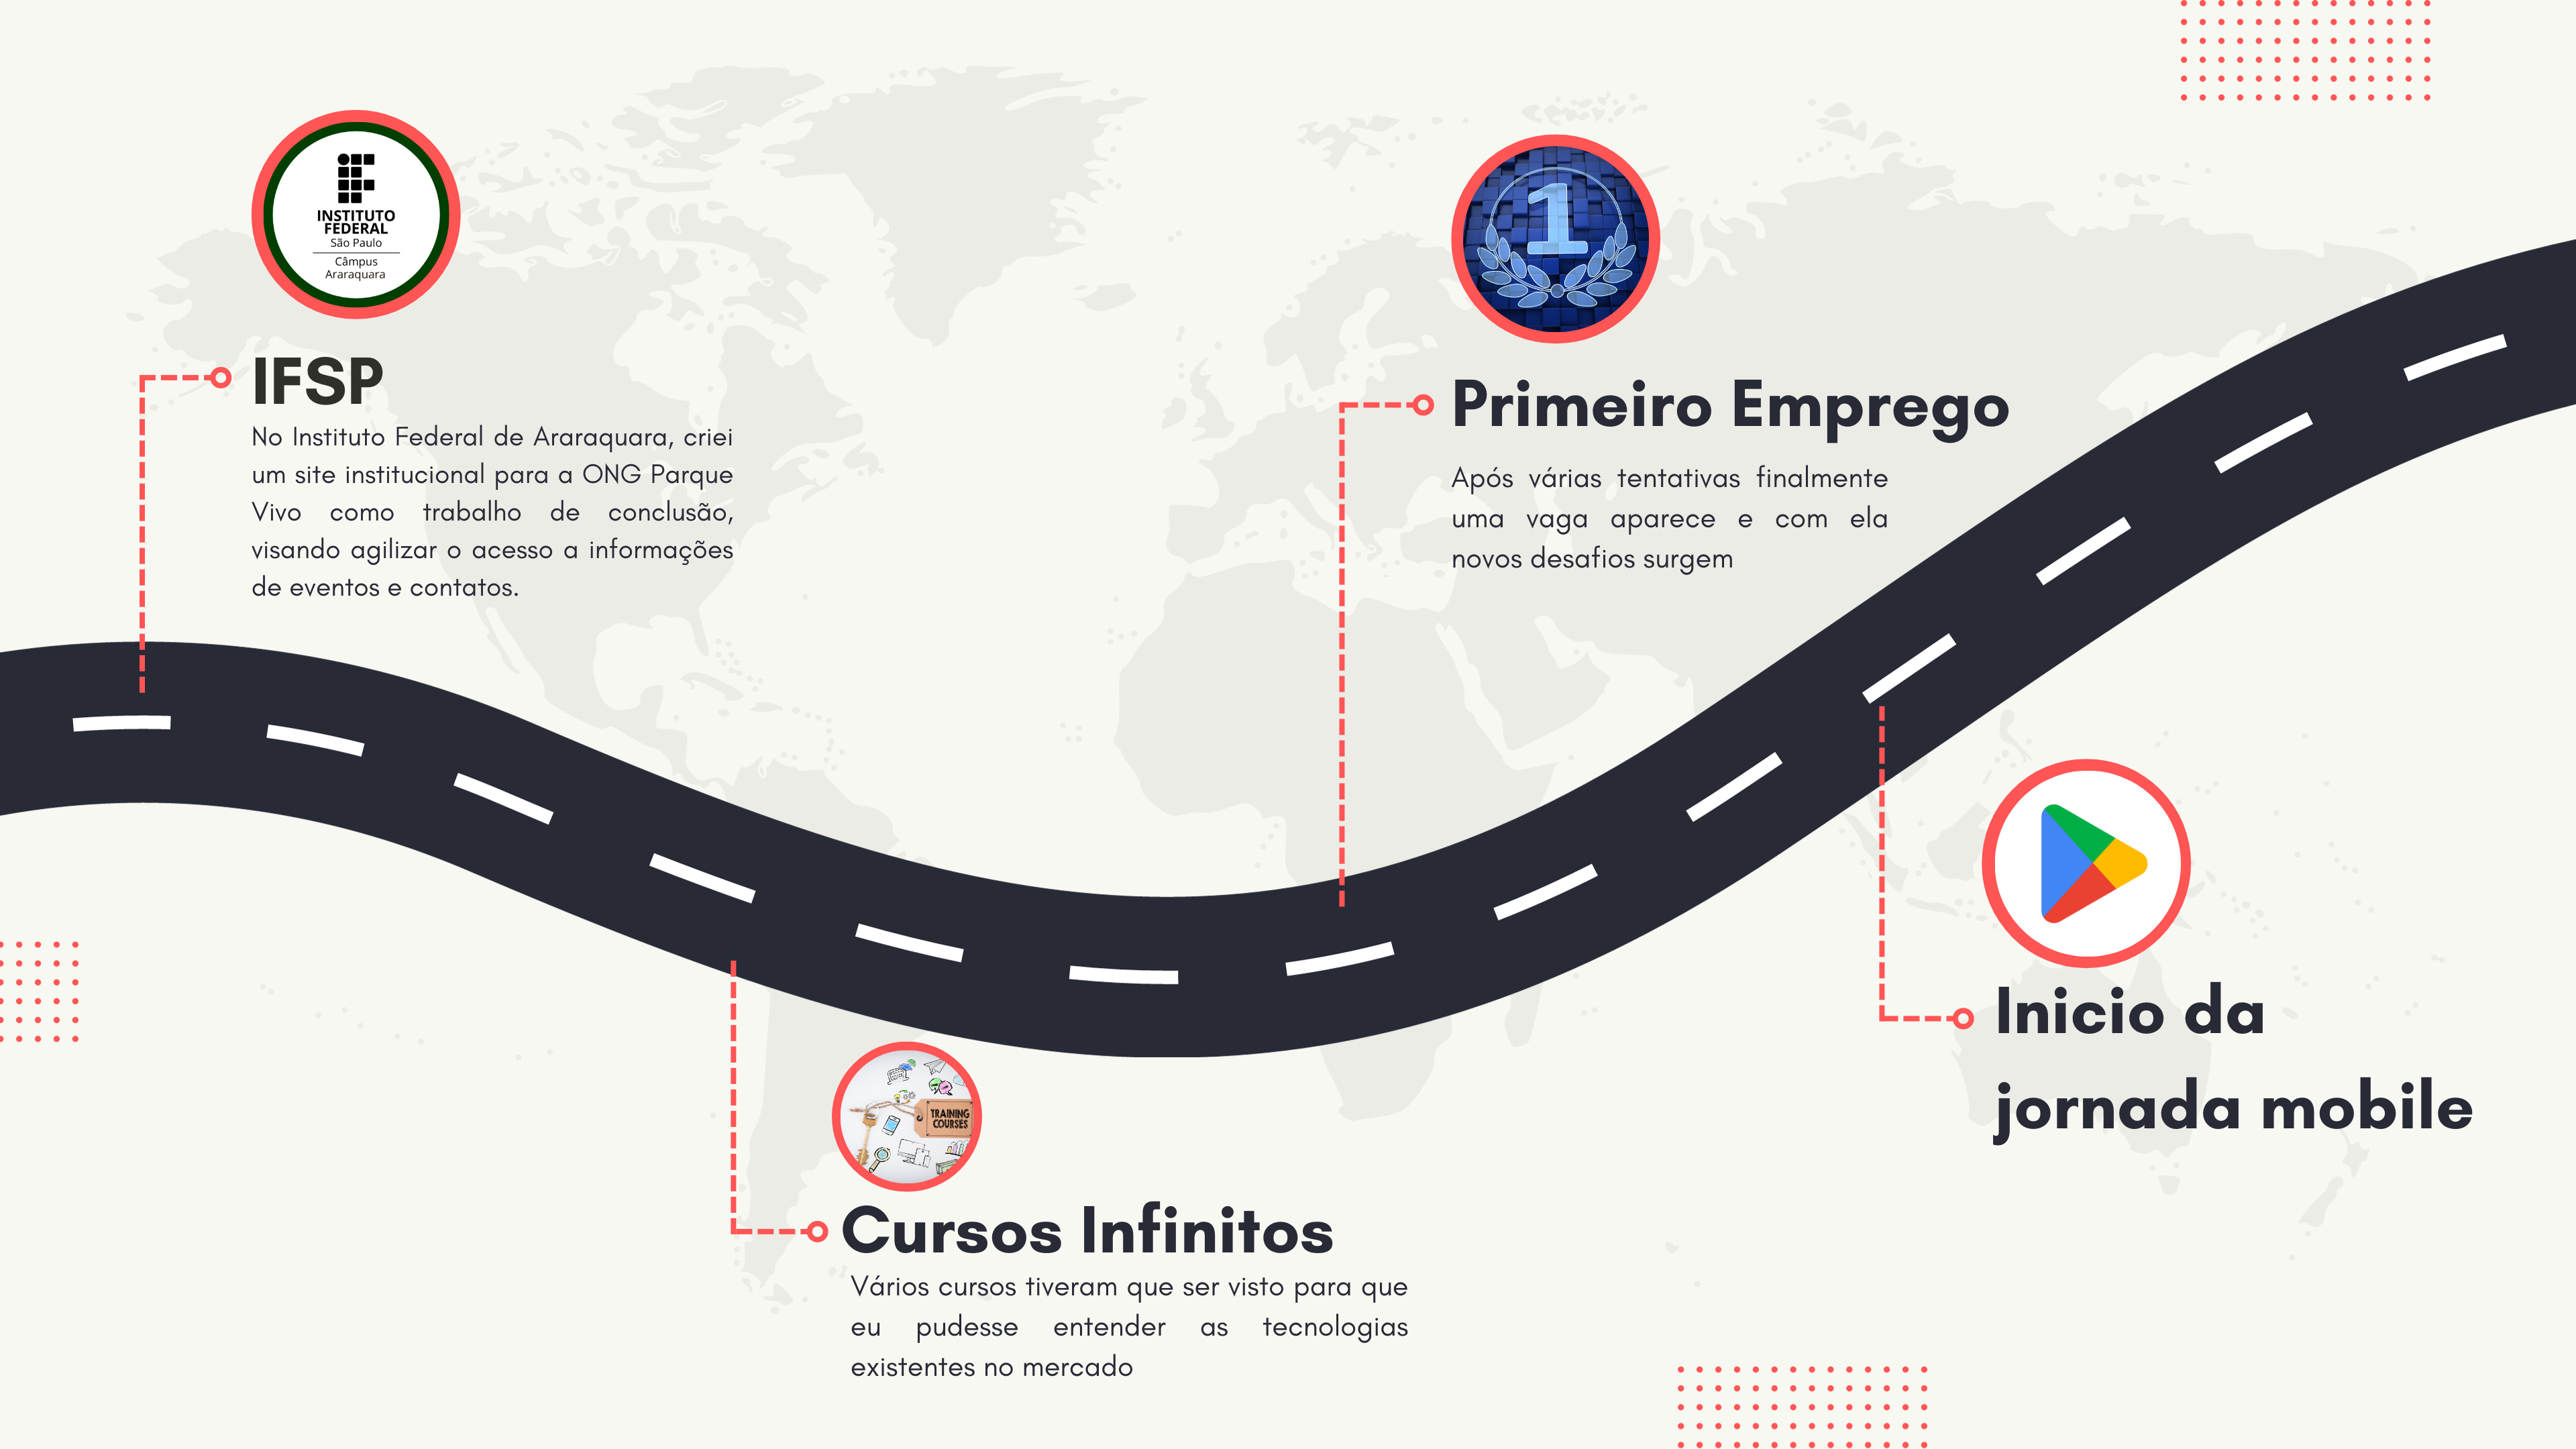 INSTITUTO
FEDERAL
São Paulo
Câmpus
Araraquara
IFSP
No Instituto Federal de Araraquara, criei
um site institucional para a ONG Parque
Vivo como trabalho de conclusão,
visando agilizar o acesso a informações
de eventos e contatos.
TRAINING
COURSES
Cursos Infinitos
Vários cursos tiveram que ser visto para que
eu pudesse entender as tecnologias
existentes no mercado
1
Primeiro Emprego
Após várias tentativas finalmente
uma vaga aparece e com ela
novos desafios surgem
Inicio da
jornada mobile